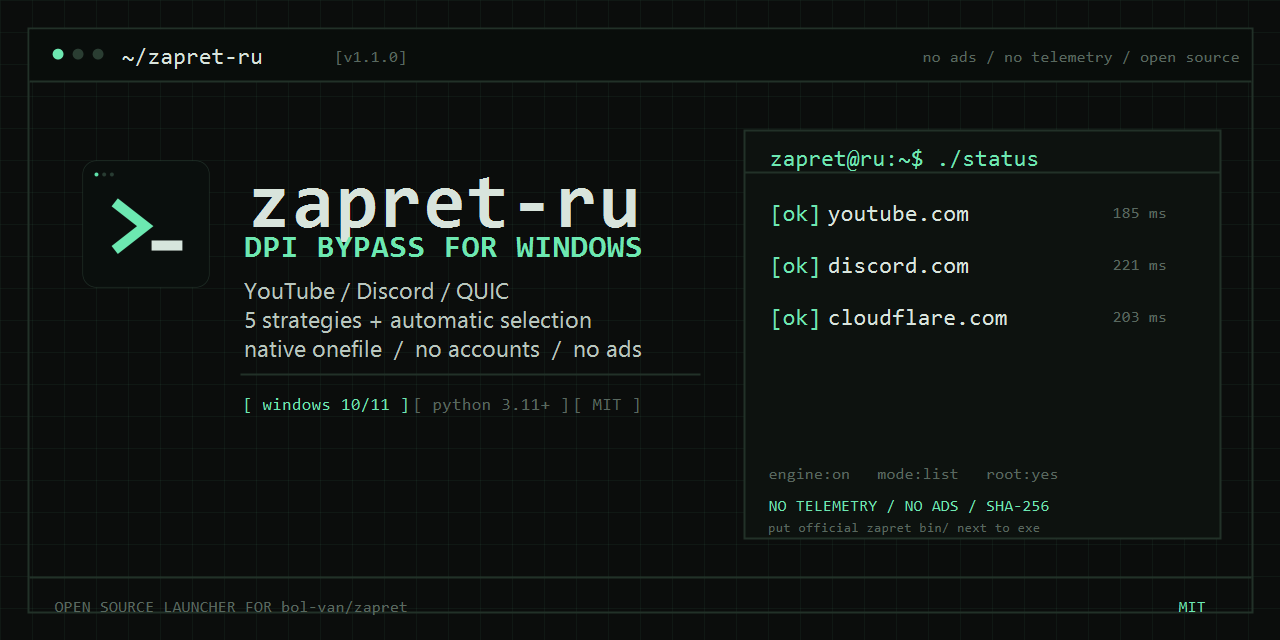 ~/zapret-ru [v1.1.0] no ads / no telemetry / open source
>_
zapret-ru
DPI BYPASS FOR WINDOWS
YouTube / Discord / QUIC
5 strategies + automatic selection
native onefile / no accounts / no ads
[ windows 10/11 ][ python 3.11+ ][ MIT ]
zapret@ru:~$ ./status
[ok] youtube.com 185 ms
[ok] discord.com 221 ms
[ok] cloudflare.com 203 ms
engine:on mode:list root:yes
NO TELEMETRY / NO ADS / SHA-256
put official zapret bin/ next to exe
OPEN SOURCE LAUNCHER FOR bol-van/zapret MIT